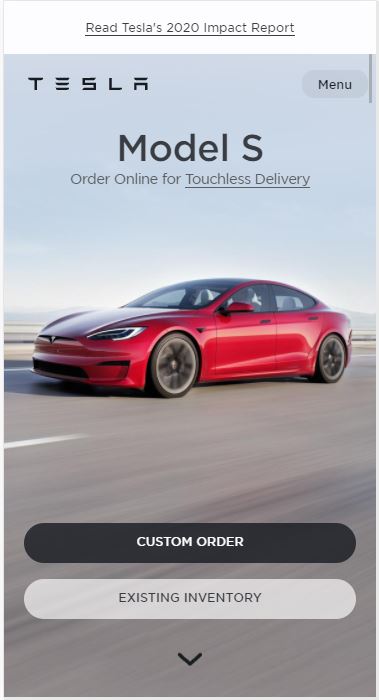 Read Tesla's 2020 Impact Report
TESLA
Menu
Model S
Order Online for Touchless Delivery
CUSTOM ORDER
EXISTING INVENTORY